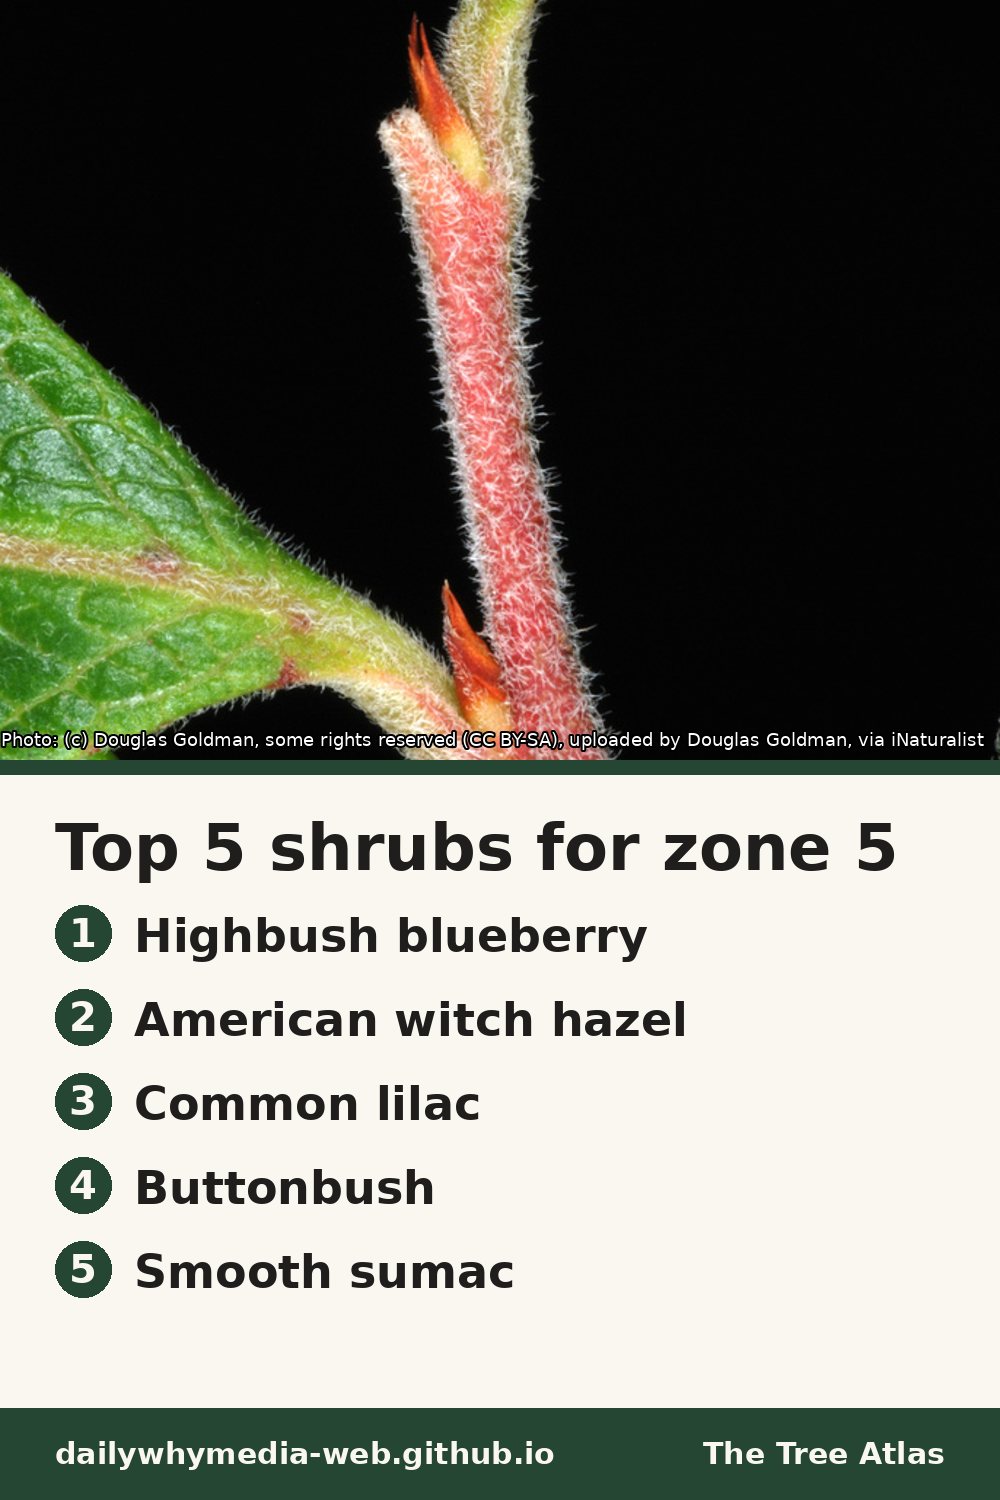 Photo: (c) Douglas Goldman, some rights reserved (CC BY-SA), uploaded by Douglas Goldman, via iNaturalist
Top 5 shrubs for zone 5
1 Highbush blueberry
2 American witch hazel
3 Common lilac
4 Buttonbush
5 Smooth sumac
dailywhymedia-web.github.io The Tree Atlas